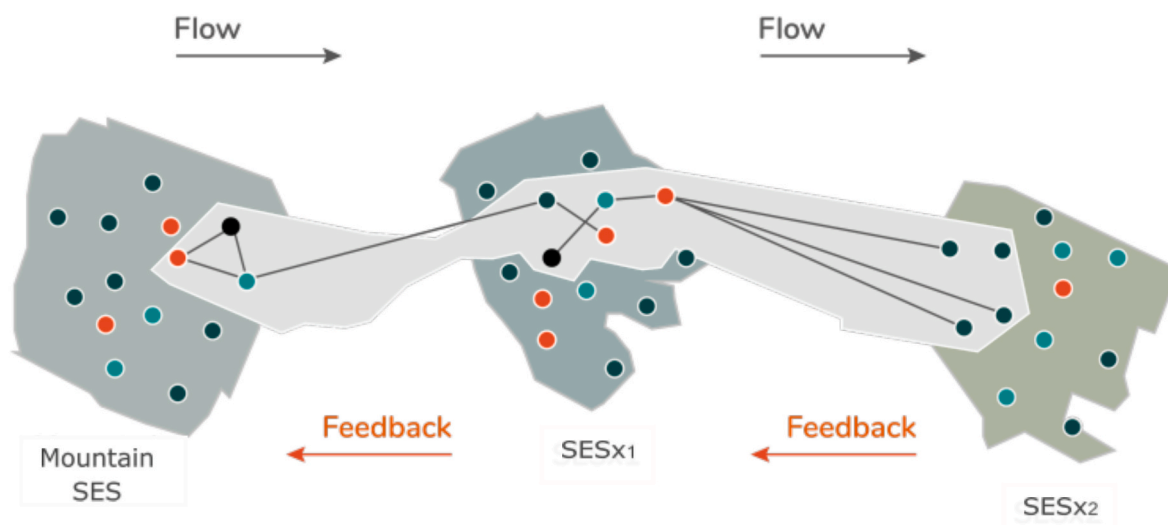 Flow
Flow
Feedback
Feedback
Mountain
SES
SESx1
SESx2